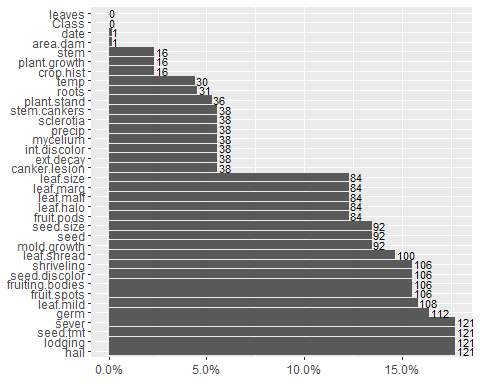 leaves 0
Class 0
date 1
area.dam 1
stem 16
plant.growth 16
crop.hist 16
temp 30
roots 31
plant.stand 36
stem.cankers 38
sclerotia 38
precip 38
mycelium 38
int.discolor 38
ext.decay 38
canker.lesion 38
leaf.size 84
leaf.marg 84
leaf.malf 84
leaf.halo 84
fruit.pods 84
seed.size 92
seed 92
mold.growth 92
leaf.shread 100
shriveling 106
seed.discolor 106
fruiting.bodies 106
fruit.spots 106
leaf.mild 108
germ 112
sever 121
seed.tmt 121
lodging 121
hail 121
0.0% 5.0% 10.0% 15.0%